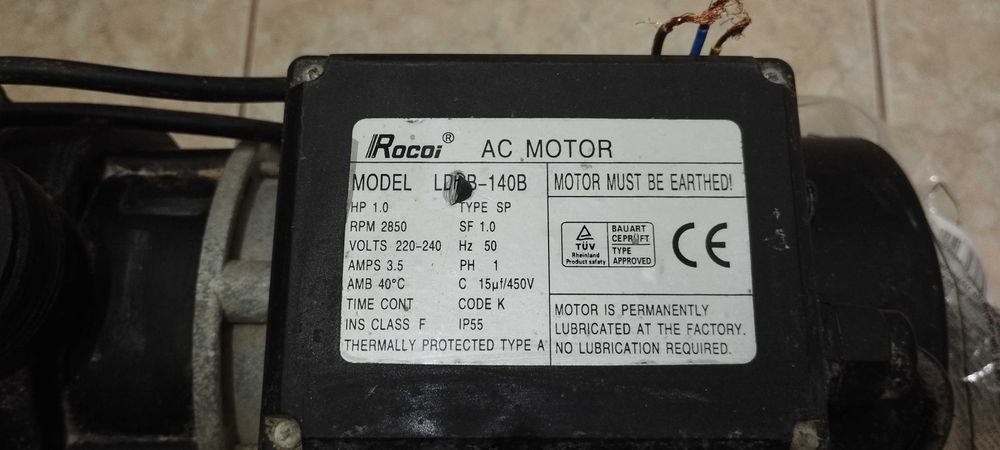 Rocoi® AC MOTOR
MODEL
MOTOR MUST BE EARTHED!
HP 1.0 TYPE SP
RPM 2850 SF 1.0
VOLTS 220-240 Hz 50
AMPS 3.5 PH 1
AMB 40°C C 15µf/450V
TIME CONT CODE K
INS CLASS F IP55
THERMALLY PROTECTED TYPE A
TÜV
Rheinland
Product safety
BAUART
GEPRÜFT
TYPE
APPROVED
CE
MOTOR IS PERMANENTLY
LUBRICATED AT THE FACTORY.
NO LUBRICATION REQUIRED.